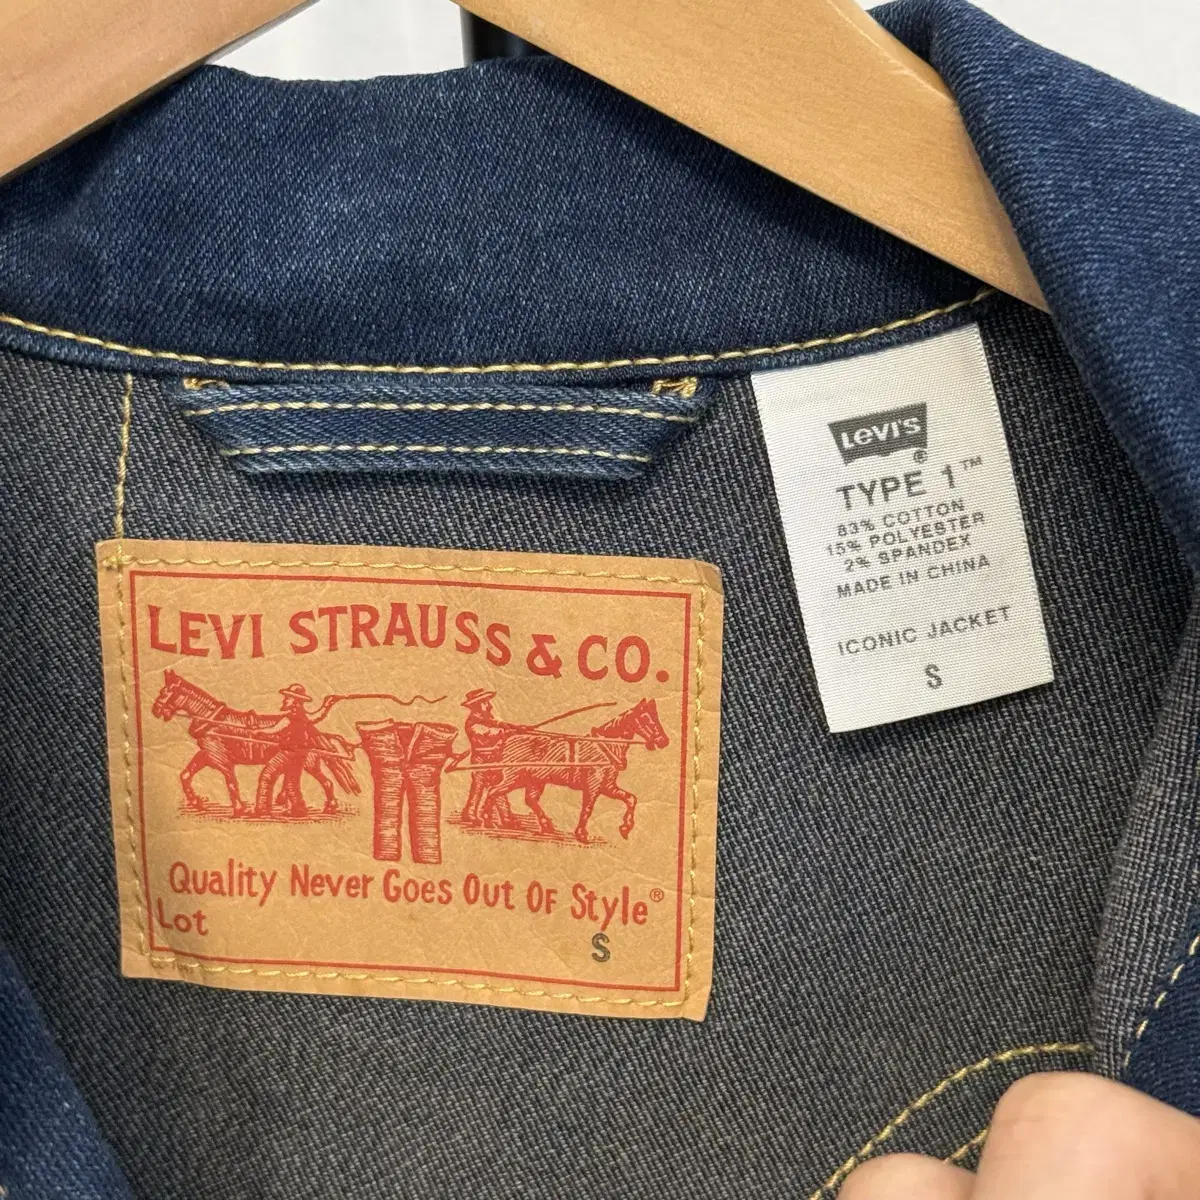 LEVI'S
®
TYPE 1™
83% COTTON
15% POLYESTER
2% SPANDEX
MADE IN CHINA
ICONIC JACKET
S
LEVI STRAUSS & CO.
Quality Never Goes Out Of Style®
Lot
S